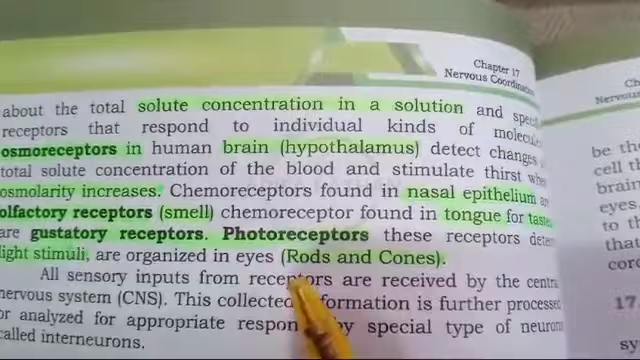 Chapter 17
Nervous Coordin
about the total solute concentration in a solution and
receptors that respond to individual kinds of
osmoreceptors in human brain (hypothalamus) detect changes
total solute concentration of the blood and stimulate thirst
osmolarity increases. Chemoreceptors found in nasal epithelium
olfactory receptors (smell) chemoreceptor found in tongue for
are gustatory receptors. Photoreceptors these receptors
light stimuli, are organized in eyes (Rods and Cones).
All sensory inputs from receptors are received by the
nervous system (CNS). This collected formation is further
or analyzed for appropriate respon by special type of
called interneurons.
Ch
Nervous
be the
cell t
brain
eyes.
to th
that
cor
17
sy